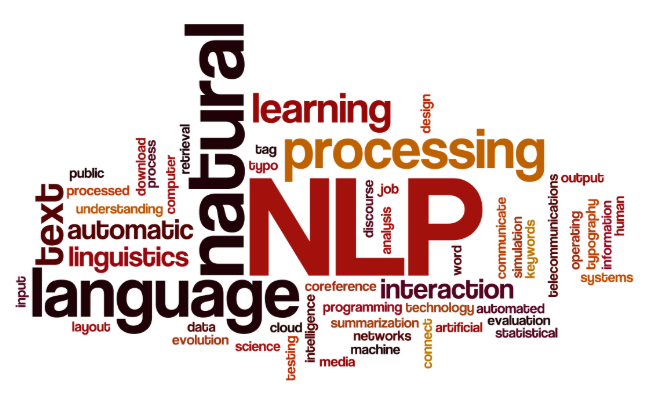 natural
learning
design
processing
tag
typo
retrieval
download
process
computer
public
processed
understanding
text
automatic
linguistics
NLP
discourse
job
analysis
word
communicate
simulation
keywords
telecommunications
output
operating
typography
information
human
systems
input
language
layout
data
evolution
cloud
science
testing
intelligence
media
coreference
interaction
programming
technology
automated
summarization
networks
machine
connect
artificial
evaluation
statistical